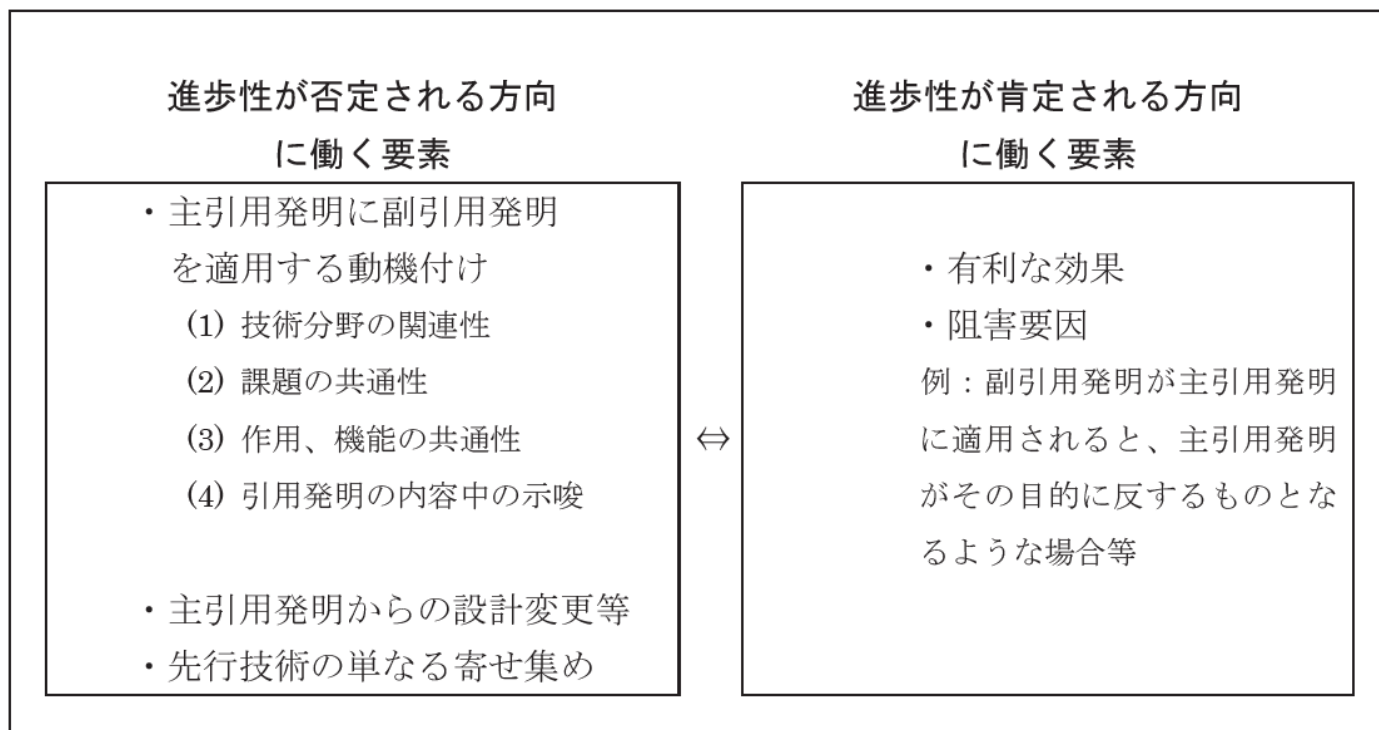 進歩性が否定される方向
に働く要素
・主引用発明に副引用発明
を適用する動機付け
(1) 技術分野の関連性
(2) 課題の共通性
(3) 作用、機能の共通性
(4) 引用発明の内容中の示唆
・主引用発明からの設計変更等
・先行技術の単なる寄せ集め
⇔
進歩性が肯定される方向
に働く要素
・有利な効果
・阻害要因
例：副引用発明が主引用発明
に適用されると、主引用発明
がその目的に反するものとな
るような場合等